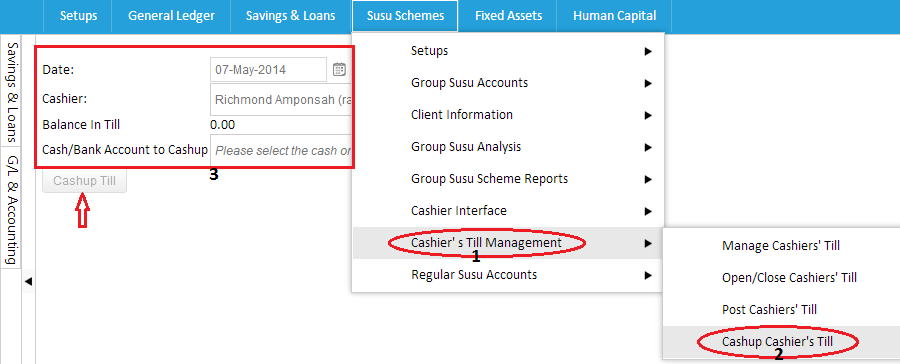 Setups General Ledger Savings & Loans Susu Schemes Fixed Assets Human Capital
Savings & Loans
G/L & Accounting
Date: 07-May-2014
Cashier: Richmond Amponsah (ra
Balance In Till 0.00
Cash/Bank Account to Cashup Please select the cash or
3
Cashup Till
Setups
Group Susu Accounts
Client Information
Group Susu Analysis
Group Susu Scheme Reports
Cashier Interface
Cashier' s Till Management
1
Regular Susu Accounts
Manage Cashiers' Till
Open/Close Cashiers' Till
Post Cashiers' Till
Cashup Cashier's Till
2